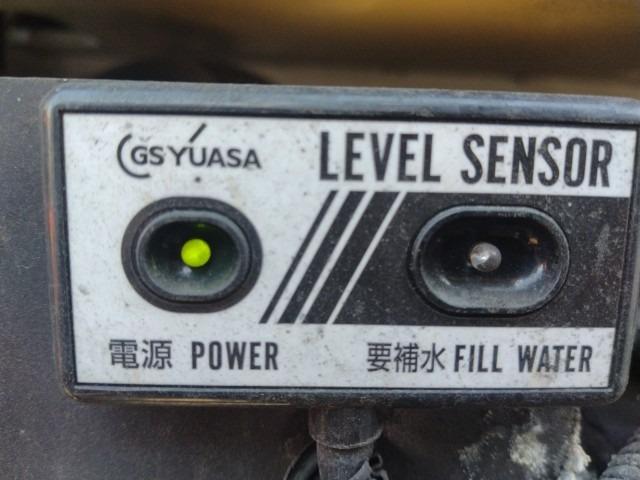 GS YUASA
LEVEL SENSOR
電源 POWER
要補水 FILL WATER